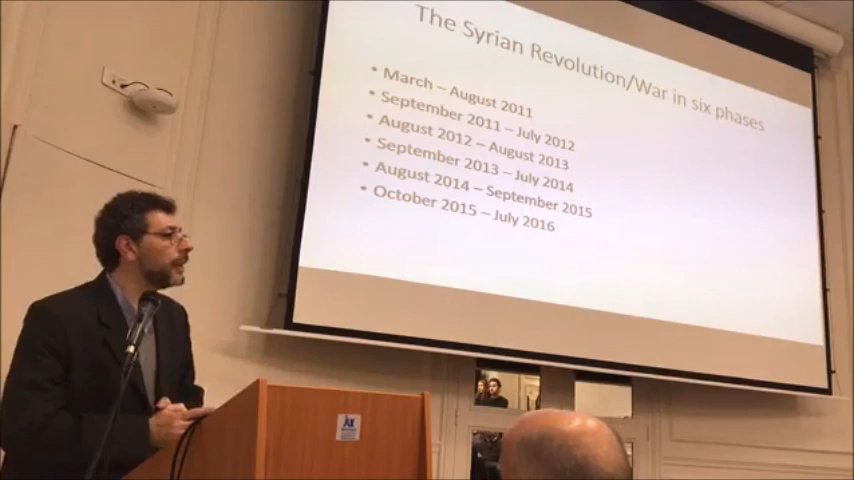 The Syrian Revolution/War in six phases
• March – August 2011
• September 2011 – July 2012
• August 2012 – August 2013
• September 2013 – July 2014
• August 2014 – September 2015
• October 2015 – July 2016